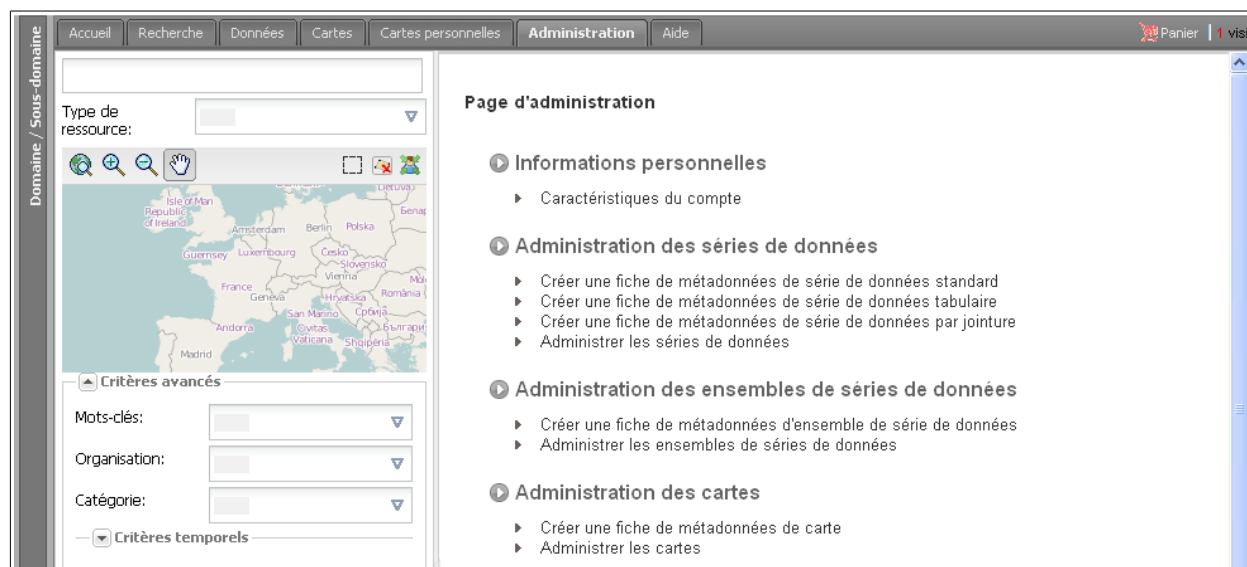 Domaine / Sous-domaine
Accueil
Recherche
Données
Cartes
Cartes personnelles
Administration
Aide
Panier
1 visi
Type de
ressource:
Isle of Man
Republic
of Ireland
Lietuva
Amsterdam
Berlin
Polska
Guernsey
Luxembourg
Česko
Slovensko
Vienna
France
Geneva
Hrvatska
România
San Marino
Србија
Andorra
Civitas
Vaticana
Shqipëria
Българи
Madrid
Critères avancés
Mots-clés:
Organisation:
Catégorie:
Critères temporels
Page d'administration
Informations personnelles
Caractéristiques du compte
Administration des séries de données
Créer une fiche de métadonnées de série de données standard
Créer une fiche de métadonnées de série de données tabulaire
Créer une fiche de métadonnées de série de données par jointure
Administrer les séries de données
Administration des ensembles de séries de données
Créer une fiche de métadonnées d'ensemble de série de données
Administrer les ensembles de séries de données
Administration des cartes
Créer une fiche de métadonnées de carte
Administrer les cartes